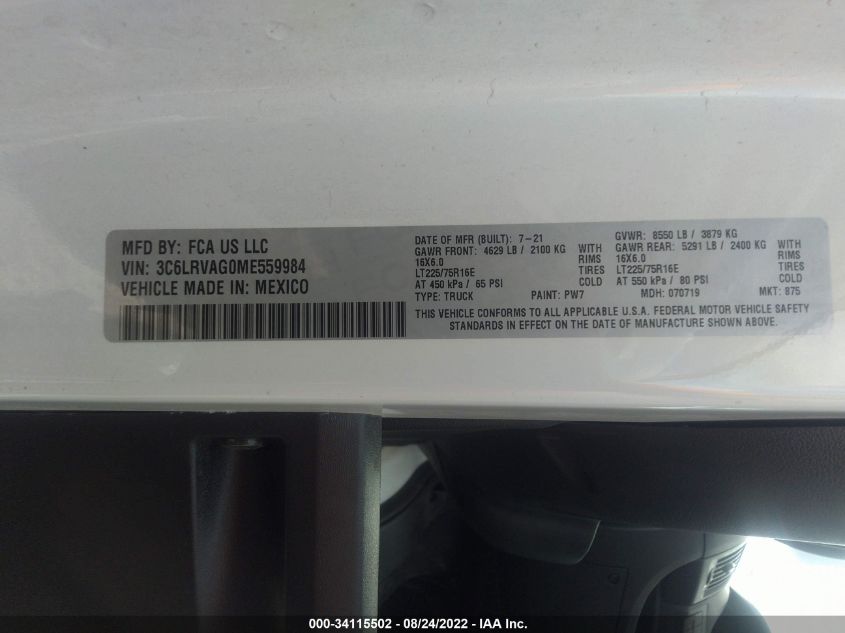 MFD BY: FCA US LLC
VIN: 3C6LRVAG0ME559984
VEHICLE MADE IN: MEXICO
DATE OF MFR (BUILT): 7-21
GAWR FRONT: 4629 LB / 2100 KG WITH
16X6.0 RIMS
LT225/75R16E TIRES
AT 450 kPa / 65 PSI COLD
TYPE: TRUCK PAINT: PW7
GVWR: 8550 LB / 3879 KG
GAWR REAR: 5291 LB / 2400 KG WITH
16X6.0 RIMS
LT225/75R16E TIRES
AT 550 kPa / 80 PSI COLD
MDH: 070719 MKT: 875
THIS VEHICLE CONFORMS TO ALL APPLICABLE U.S.A. FEDERAL MOTOR VEHICLE SAFETY
STANDARDS IN EFFECT ON THE DATE OF MANUFACTURE SHOWN ABOVE.
000-34115502 - 08/24/2022 - IAA Inc.